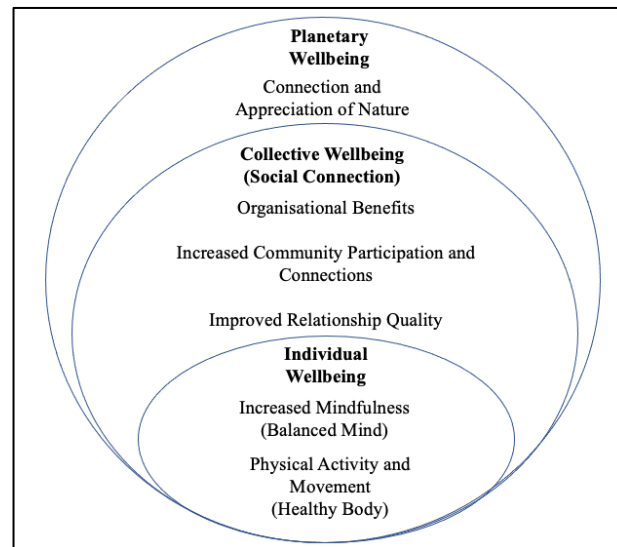 Planetary
Wellbeing
Connection and
Appreciation of Nature
Collective Wellbeing
(Social Connection)
Organisational Benefits
Increased Community Participation and
Connections
Improved Relationship Quality
Individual
Wellbeing
Increased Mindfulness
(Balanced Mind)
Physical Activity and
Movement
(Healthy Body)